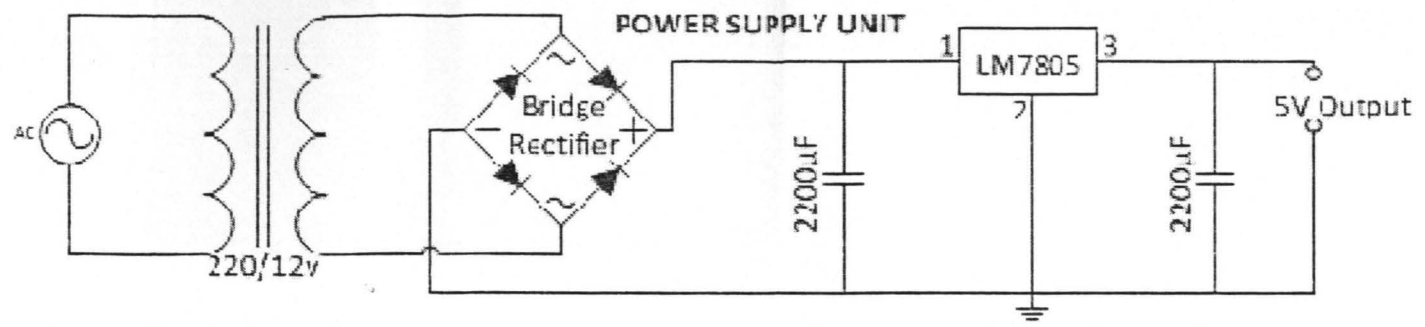 POWER SUPPLY UNIT
1
LM7805
3
2
AC
Bridge
Rectifier
−
+
5V Output
2200µF
2200µF
220/12v